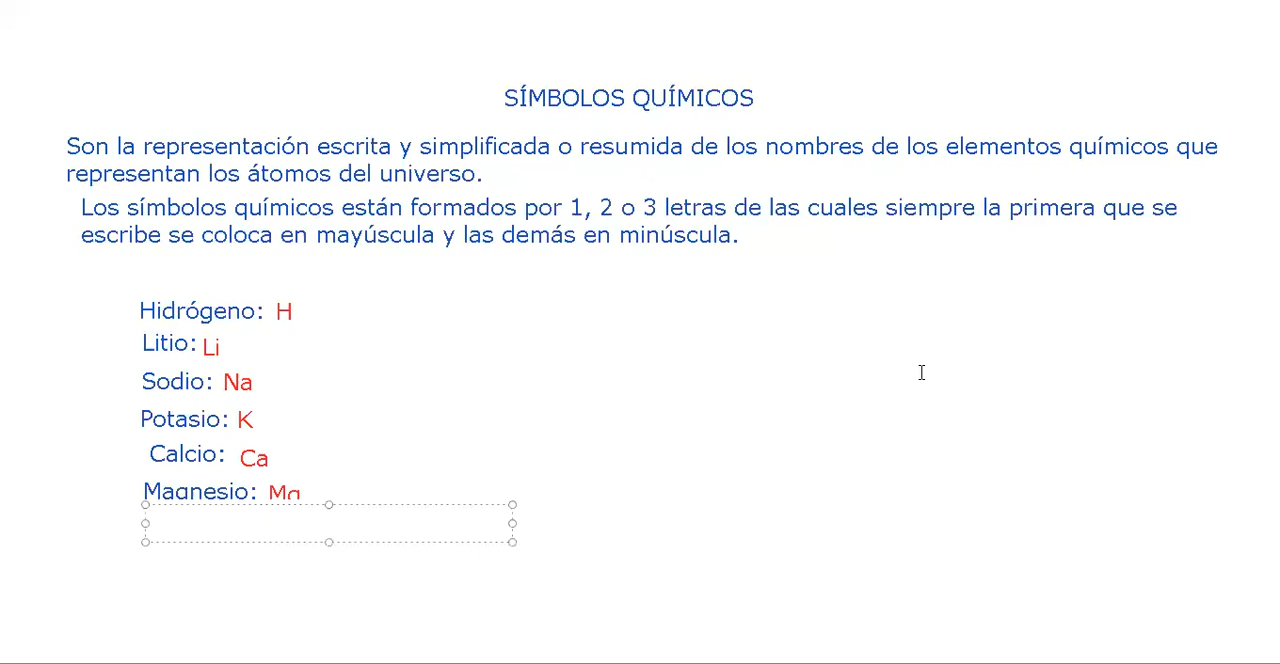 SÍMBOLOS QUÍMICOS
Son la representación escrita y simplificada o resumida de los nombres de los elementos químicos que
representan los átomos del universo.
Los símbolos químicos están formados por 1, 2 o 3 letras de las cuales siempre la primera que se
escribe se coloca en mayúscula y las demás en minúscula.
Hidrógeno: H
Litio: Li
Sodio: Na
Potasio: K
Calcio: Ca
Magnesio: Mg